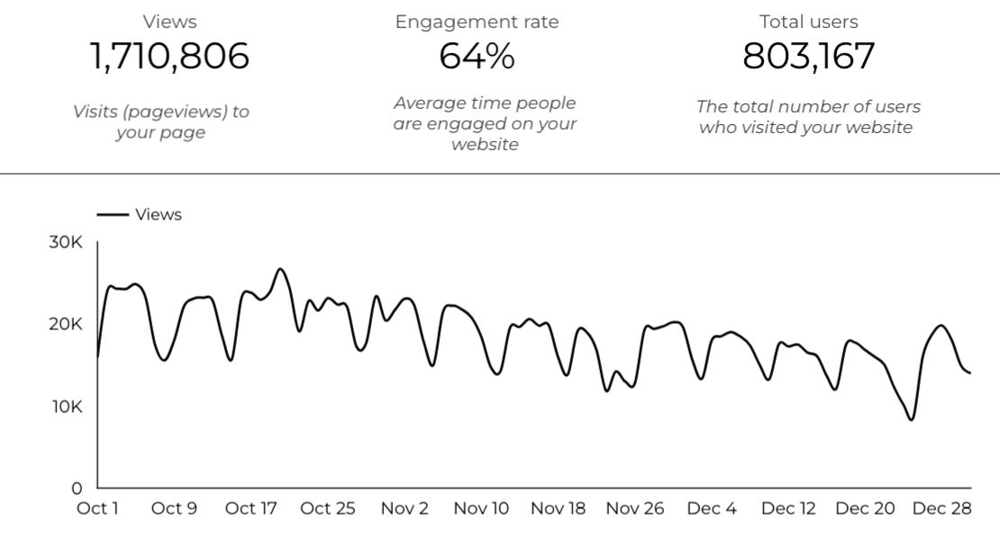 Views
1,710,806
Visits (pageviews) to
your page
Engagement rate
64%
Average time people
are engaged on your
website
Total users
803,167
The total number of users
who visited your website
Views
30K
20K
10K
0
Oct 1 Oct 9 Oct 17 Oct 25 Nov 2 Nov 10 Nov 18 Nov 26 Dec 4 Dec 12 Dec 20 Dec 28